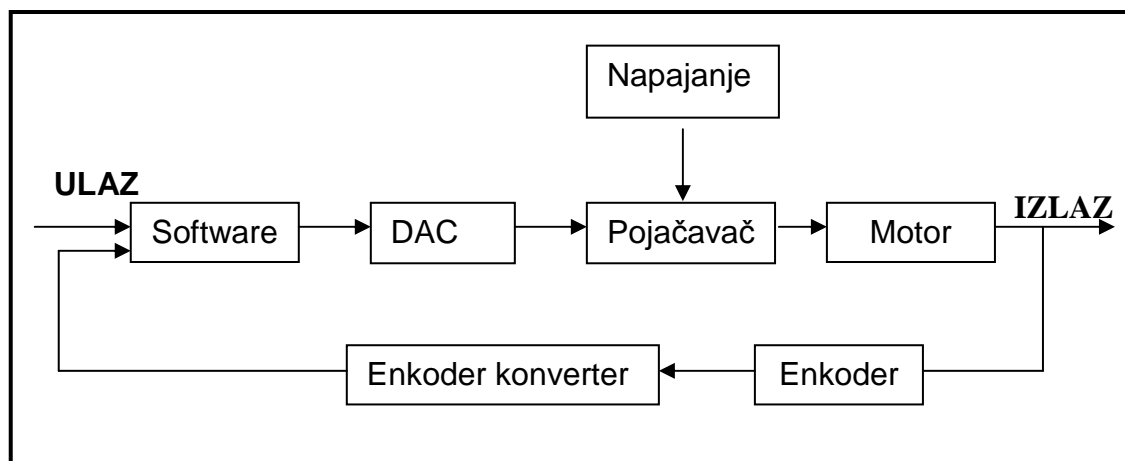 Napajanje
ULAZ
IZLAZ
Software
DAC
Pojačavač
Motor
Enkoder konverter
Enkoder